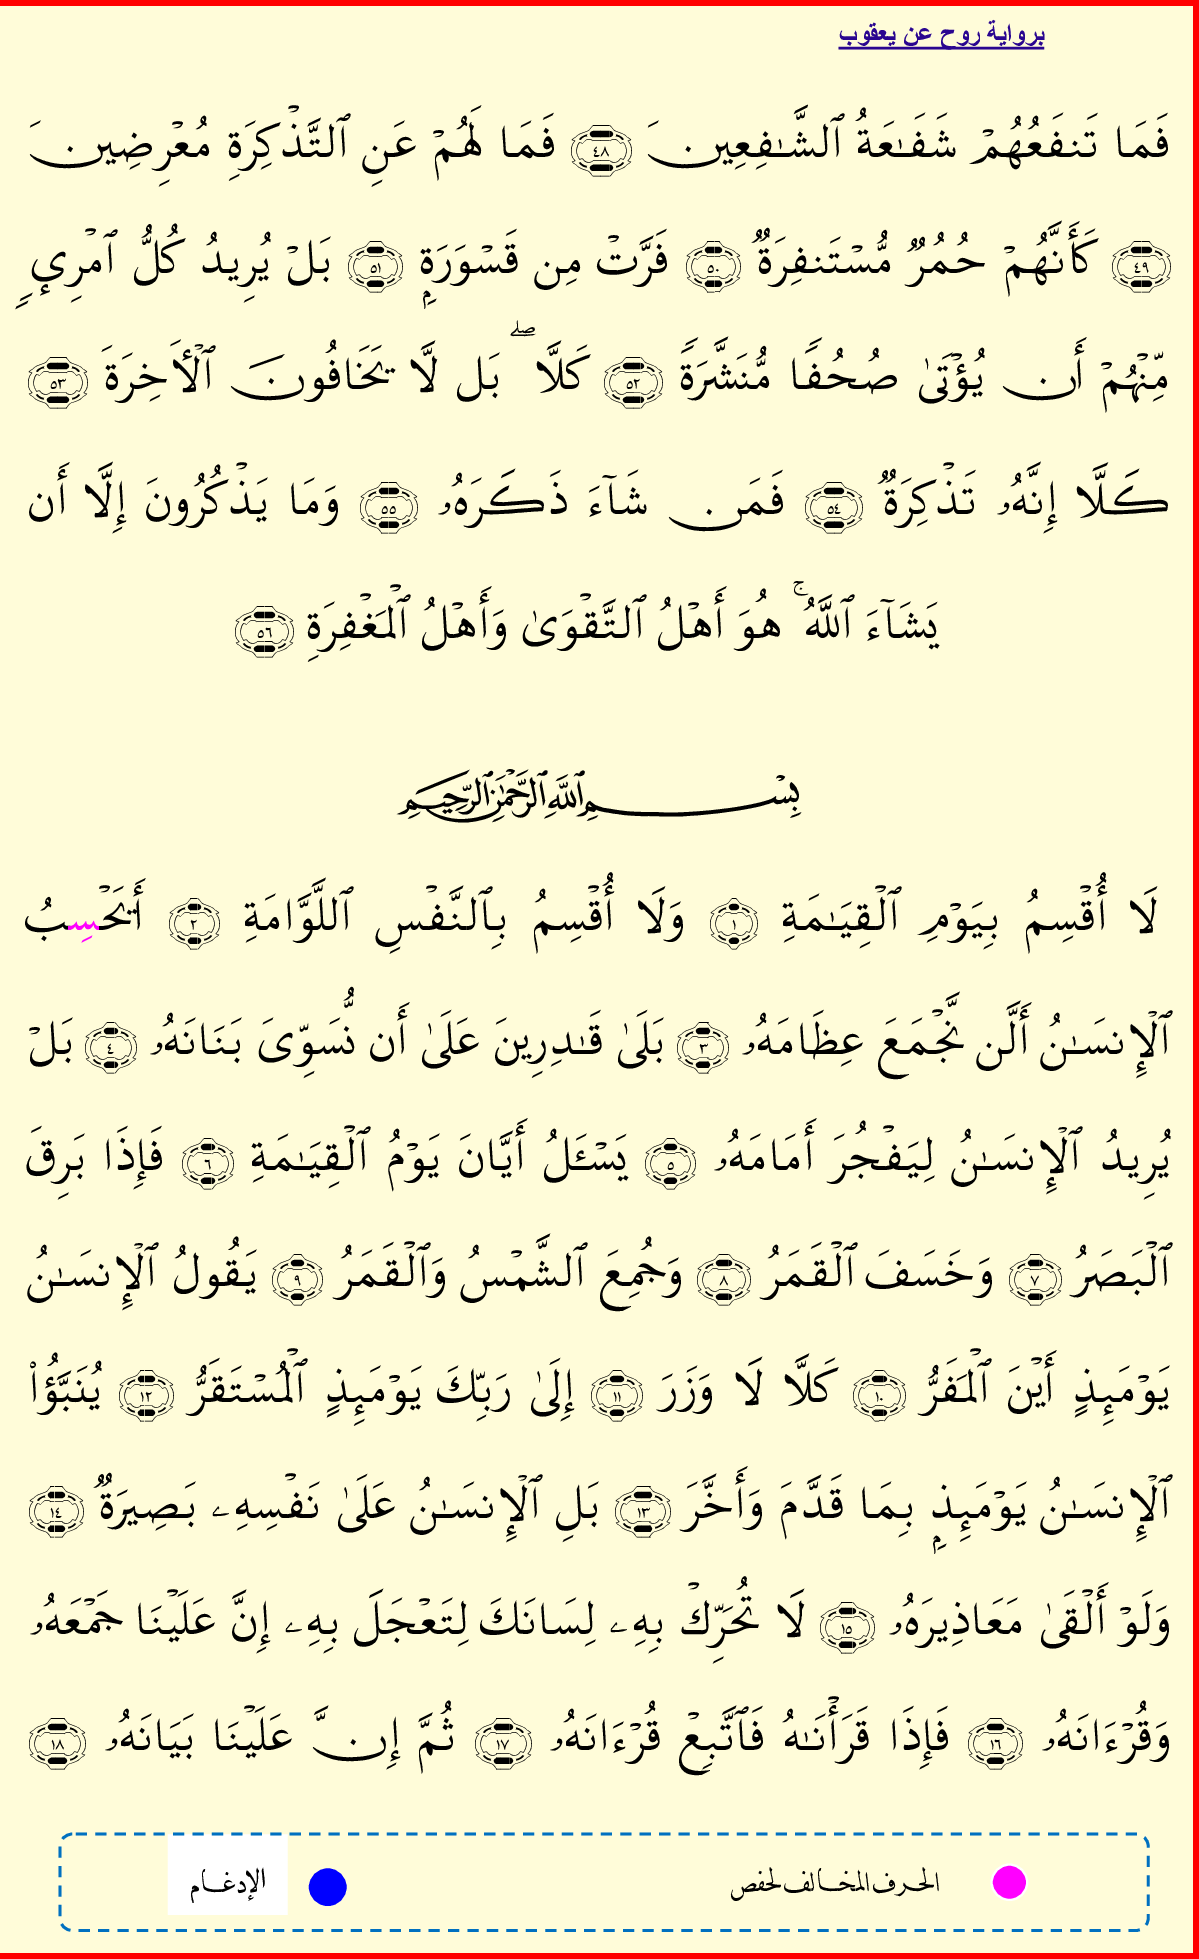 برواية روح عن يعقوب
فَمَا تَنفَعُهُمۡ شَفَٰعَةُ ٱلشَّٰفِعِينَ ٤٨ فَمَا لَهُمۡ عَنِ ٱلتَّذۡكِرَةِ مُعۡرِضِينَ
٤٩ كَأَنَّهُمۡ حُمُرٞ مُّسۡتَنفِرَةٞ ٥٠ فَرَّتۡ مِن قَسۡوَرَةِۭ ٥١ بَلۡ يُرِيدُ كُلُّ ٱمۡرِيٕٖ
مِّنۡهُمۡ أَن يُؤۡتَىٰ صُحُفٗا مُّنَشَّرَةٗ ٥٢ كَلَّاۖ بَل لَّا يَخَافُونَ ٱلۡأٓخِرَةَ ٥٣
كَلَّا إِنَّهُۥ تَذۡكِرَةٞ ٥٤ فَمَن شَآءَ ذَكَرَهُۥ ٥٥ وَمَا يَذۡكُرُونَ إِلَّا أَن
يَشَآءَ ٱللَّهُۚ هُوَ أَهۡلُ ٱلتَّقۡوَىٰ وَأَهۡلُ ٱلۡمَغۡفِرَةِ ٥٦
بِسۡمِ ٱللَّهِ ٱلرَّحۡمَٰنِ ٱلرَّحِيمِ
لَا أُقۡسِمُ بِيَوۡمِ ٱلۡقِيَٰمَةِ ١ وَلَا أُقۡسِمُ بِٱلنَّفۡسِ ٱللَّوَّامَةِ ٢ أَيَحۡسِبُ
ٱلۡإِنسَٰنُ أَلَّن نَّجۡمَعَ عِظَامَهُۥ ٣ بَلَىٰ قَٰدِرِينَ عَلَىٰ أَن نُّسَوِّىَ بَنَانَهُۥ ٤ بَلۡ
يُرِيدُ ٱلۡإِنسَٰنُ لِيَفۡجُرَ أَمَامَهُۥ ٥ يَسۡـَٔلُ أَيَّانَ يَوۡمُ ٱلۡقِيَٰمَةِ ٦ فَإِذَا بَرِقَ
ٱلۡبَصَرُ ٧ وَخَسَفَ ٱلۡقَمَرُ ٨ وَجُمِعَ ٱلشَّمۡسُ وَٱلۡقَمَرُ ٩ يَقُولُ ٱلۡإِنسَٰنُ
يَوۡمَئِذٍ أَيۡنَ ٱلۡمَفَرُّ ١٠ كَلَّا لَا وَزَرَ ١١ إِلَىٰ رَبِّكَ يَوۡمَئِذٍ ٱلۡمُسۡتَقَرُّ ١٢ يُنَبَّؤُاْ
ٱلۡإِنسَٰنُ يَوۡمَئِذِۭ بِمَا قَدَّمَ وَأَخَّرَ ١٣ بَلِ ٱلۡإِنسَٰنُ عَلَىٰ نَفۡسِهِۦ بَصِيرَةٞ ١٤
وَلَوۡ أَلۡقَىٰ مَعَاذِيرَهُۥ ١٥ لَا تُحَرِّكۡ بِهِۦ لِسَانَكَ لِتَعۡجَلَ بِهِۦ إِنَّ عَلَيۡنَا جَمۡعَهُۥ
وَقُرۡءَانَهُۥ ١٦ فَإِذَا قَرَأۡنَٰهُ فَٱتَّبِعۡ قُرۡءَانَهُۥ ١٧ ثُمَّ إِنَّ عَلَيۡنَا بَيَانَهُۥ ١٨
الحرف المخالف لحفص
الإدغام